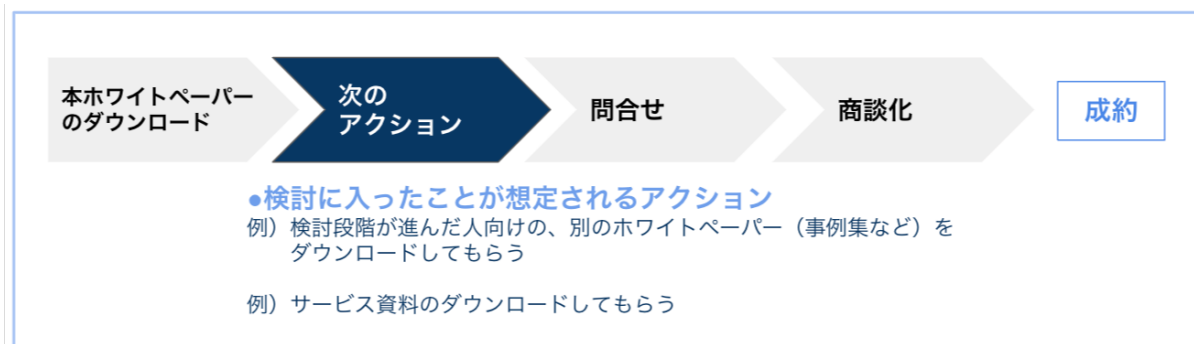 本ホワイトペーパー
のダウンロード
次の
アクション
問合せ
商談化
成約
●検討に入ったことが想定されるアクション
例）検討段階が進んだ人向けの、別のホワイトペーパー（事例集など）を
ダウンロードしてもらう
例）サービス資料のダウンロードしてもらう